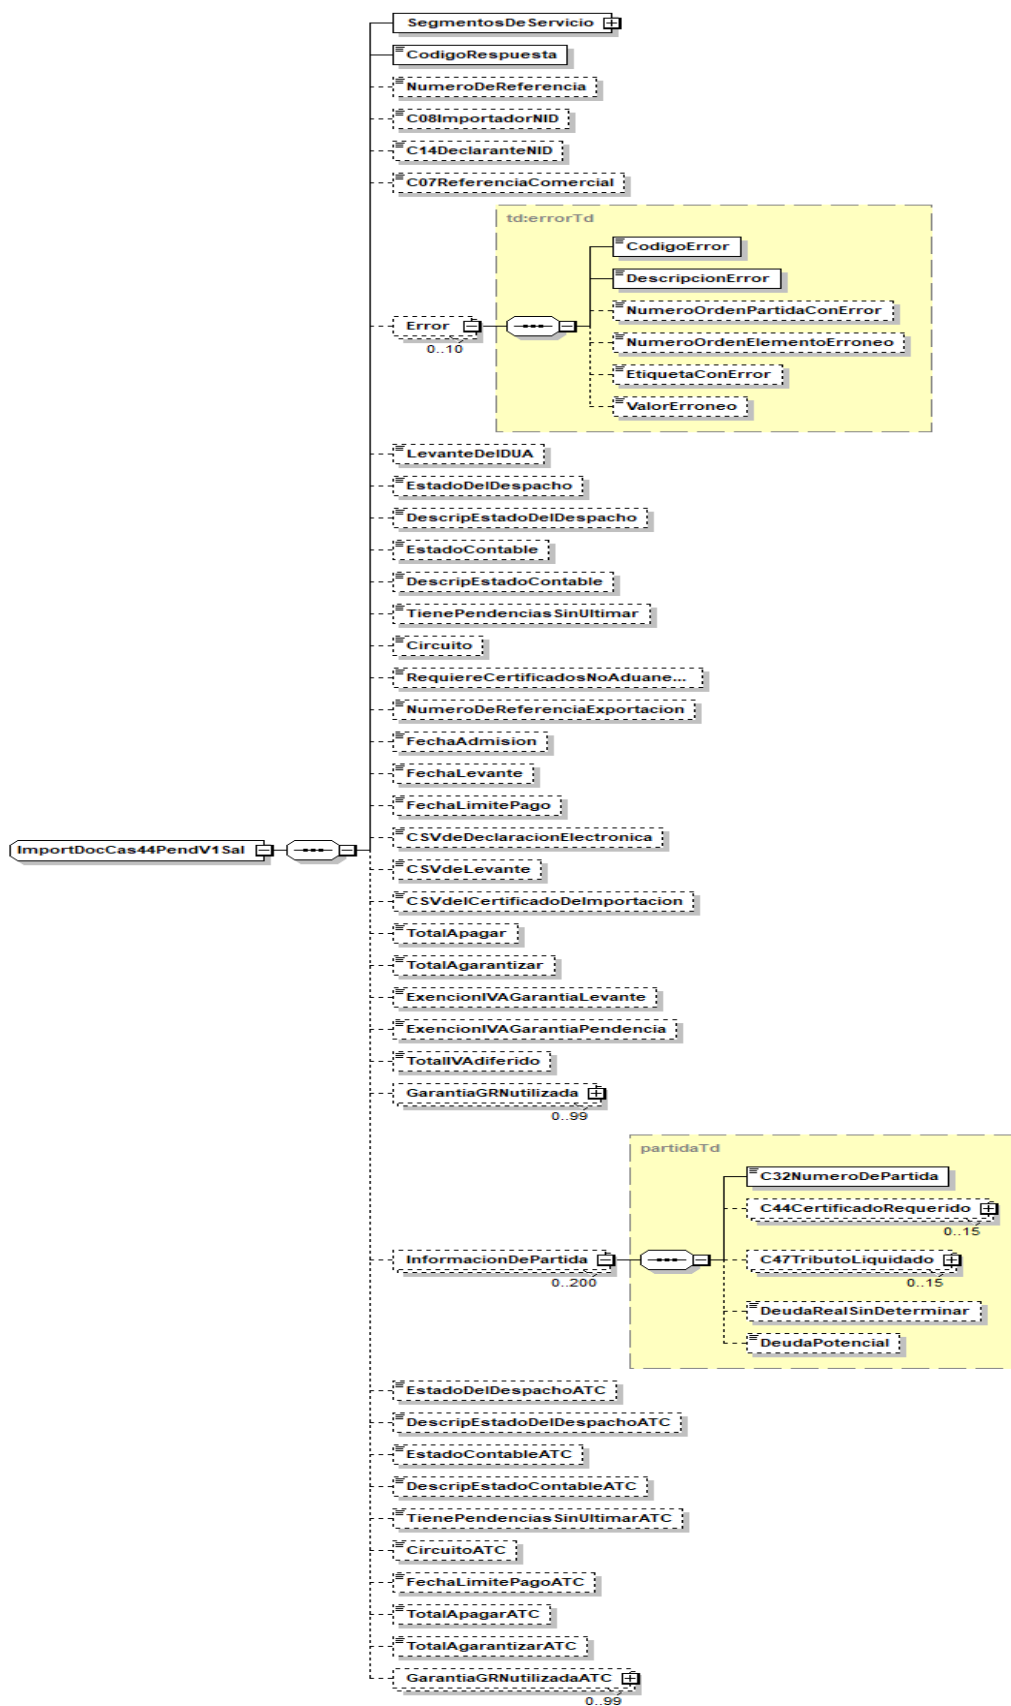 SegmentosDeServicio
CodigoRespuesta
NumeroDeReferencia
C08ImportadorNID
C14DeclaranteNID
C07ReferenciaComercial
td:errorTd
CodigoError
DescripcionError
NumeroOrdenPartidaConError
Error
0..10
NumeroOrdenElementoErroneo
EtiquetaConError
ValorErroneo
LevanteDelDUA
EstadoDelDespacho
DescripEstadoDelDespacho
EstadoContable
DescripEstadoContable
TienePendenciasSinUltimar
Circuito
RequiereCertificadosNoAduane...
NumeroDeReferenciaExportacion
FechaAdmision
FechaLevante
FechaLimitePago
CSVdeDeclaracionElectronica
ImportDocCas44PendV1Sal
CSVdeLevante
CSVdelCertificadoDeImportacion
TotalApagar
TotalAgarantizar
ExencionIVAGarantiaLevante
ExencionIVAGarantiaPendencia
TotalIVAdiferido
GarantiaGRNutilizada
0..99
partidaTd
C32NumeroDePartida
C44CertificadoRequerido
0..15
InformacionDePartida
0..200
C47TributoLiquidado
0..15
DeudaRealSinDeterminar
DeudaPotencial
EstadoDelDespachoATC
DescripEstadoDelDespachoATC
EstadoContableATC
DescripEstadoContableATC
TienePendenciasSinUltimarATC
CircuitoATC
FechaLimitePagoATC
TotalApagarATC
TotalAgarantizarATC
GarantiaGRNutilizadaATC
0..99